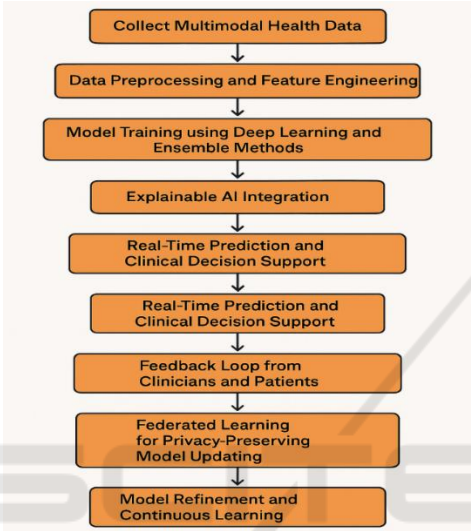 Collect Multimodal Health Data
Data Preprocessing and Feature Engineering
Model Training using Deep Learning and
Ensemble Methods
Explainable AI Integration
Real-Time Prediction and
Clinical Decision Support
Real-Time Prediction and
Clinical Decision Support
Feedback Loop from
Clinicians and Patients
Federated Learning
for Privacy-Preserving
Model Updating
Model Refinement and
Continuous Learning